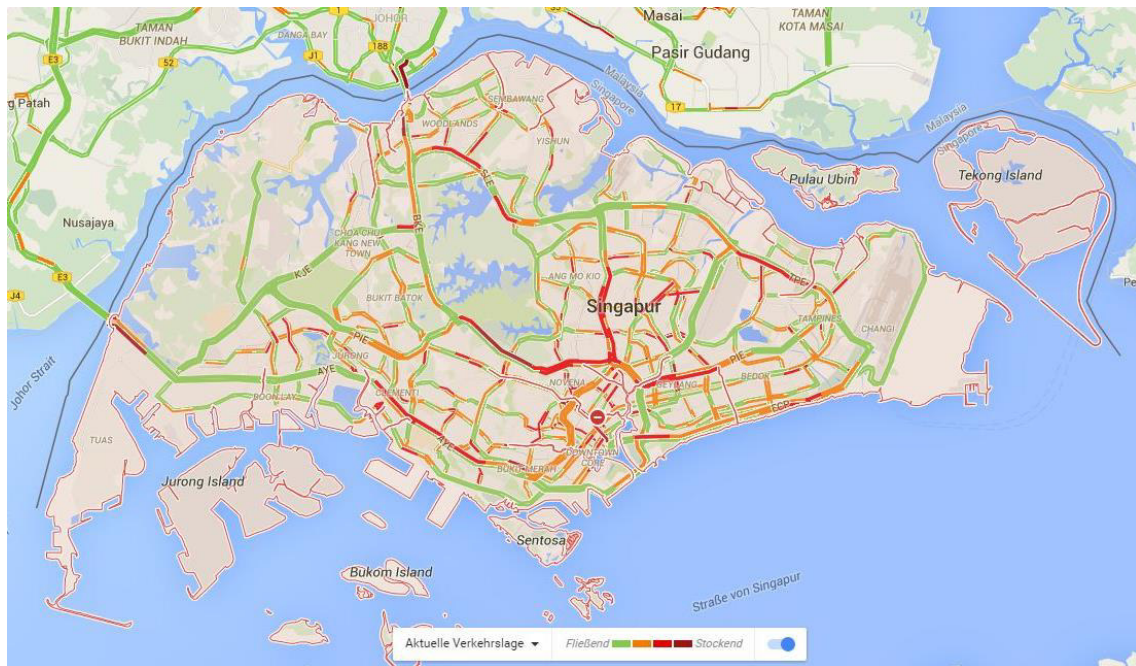 JOHOR
1
Masai
TAMAN
KOTA MASAI
TAMAN
BUKIT INDAH
DANGA BAY
J1
188
E3
52
Pasir Gudang
Patah
17
Malaysia
Singapore
Malaysia
Singapore
SEMBAWANG
WOODLANDS
YISHUN
SLE
Pulau Ubin
Tekong Island
Nusajaya
BKE
CHOA CHU
KANG NEW
TOWN
KJE
E3
J4
ANG MO KIO
TPE
Singapur
BUKIT BATOK
TAMPINES
CHANGI
PIE
JURONG
PIE
Johor Strait
AYE
NOVENA
GEYLANG
BEDOK
BOON LAY
CLEMENTI
ECP
AYE
TUAS
DOWNTOWN
CORE
BUKIT MERAH
Jurong Island
Sentosa
Bukom Island
Straße von Singapur
Aktuelle Verkehrslage
Fließend
Stockend